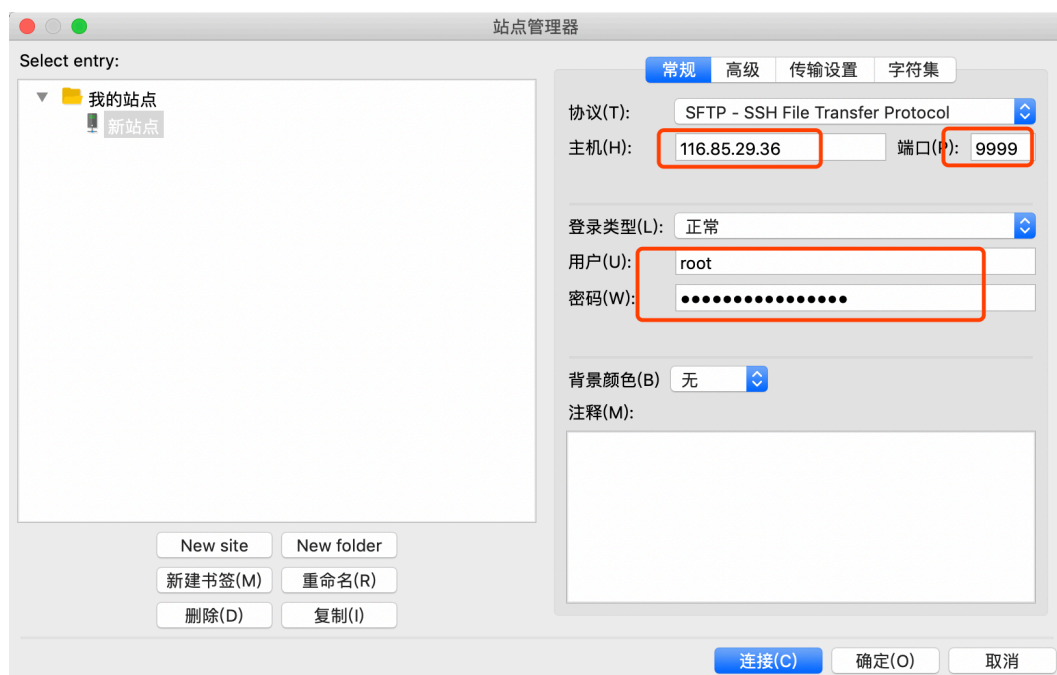 站点管理器
Select entry:
我的站点
新站点
常规 高级 传输设置 字符集
协议(T): SFTP - SSH File Transfer Protocol
主机(H): 116.85.29.36 端口(P): 9999
登录类型(L): 正常
用户(U): root
密码(W): ●●●●●●●●●●●●●●●●
背景颜色(B) 无
注释(M):
New site New folder
新建书签(M) 重命名(R)
删除(D) 复制(I)
连接(C) 确定(O) 取消